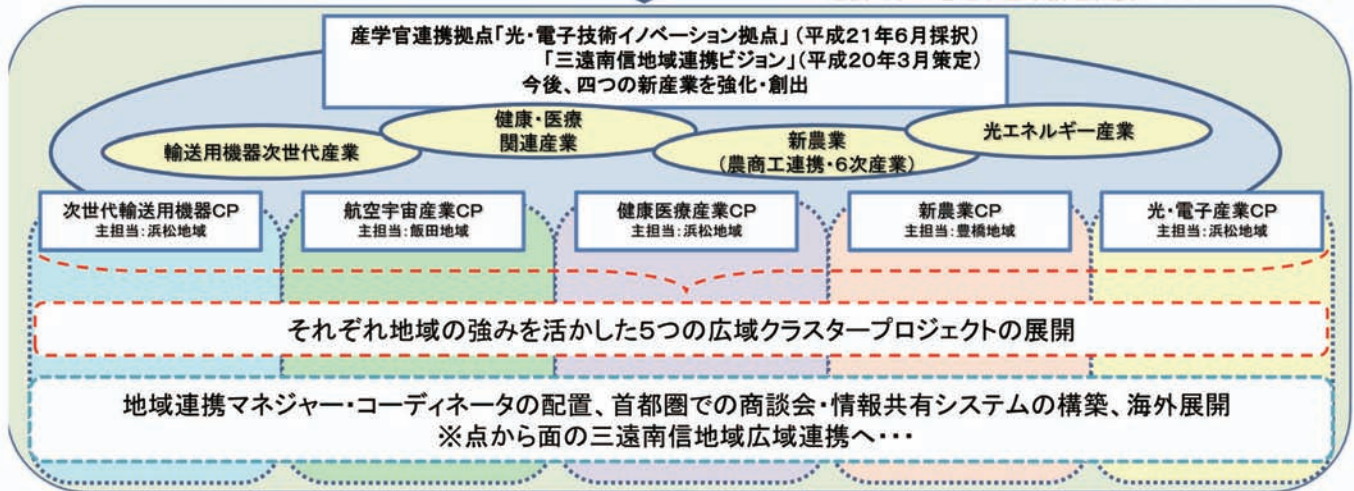 産学官連携拠点「光・電子技術イノベーション拠点」(平成21年6月採択)
「三遠南信地域連携ビジョン」(平成20年3月策定)
今後、四つの新産業を強化・創出
輸送用機器次世代産業
健康・医療
関連産業
新農業
(農商工連携・6次産業)
光エネルギー産業
次世代輸送用機器CP
主担当:浜松地域
航空宇宙産業CP
主担当:飯田地域
健康医療産業CP
主担当:浜松地域
新農業CP
主担当:豊橋地域
光・電子産業CP
主担当:浜松地域
それぞれ地域の強みを活かした5つの広域クラスタープロジェクトの展開
地域連携マネジャー・コーディネータの配置、首都圏での商談会・情報共有システムの構築、海外展開
※点から面の三遠南信地域広域連携へ・・・